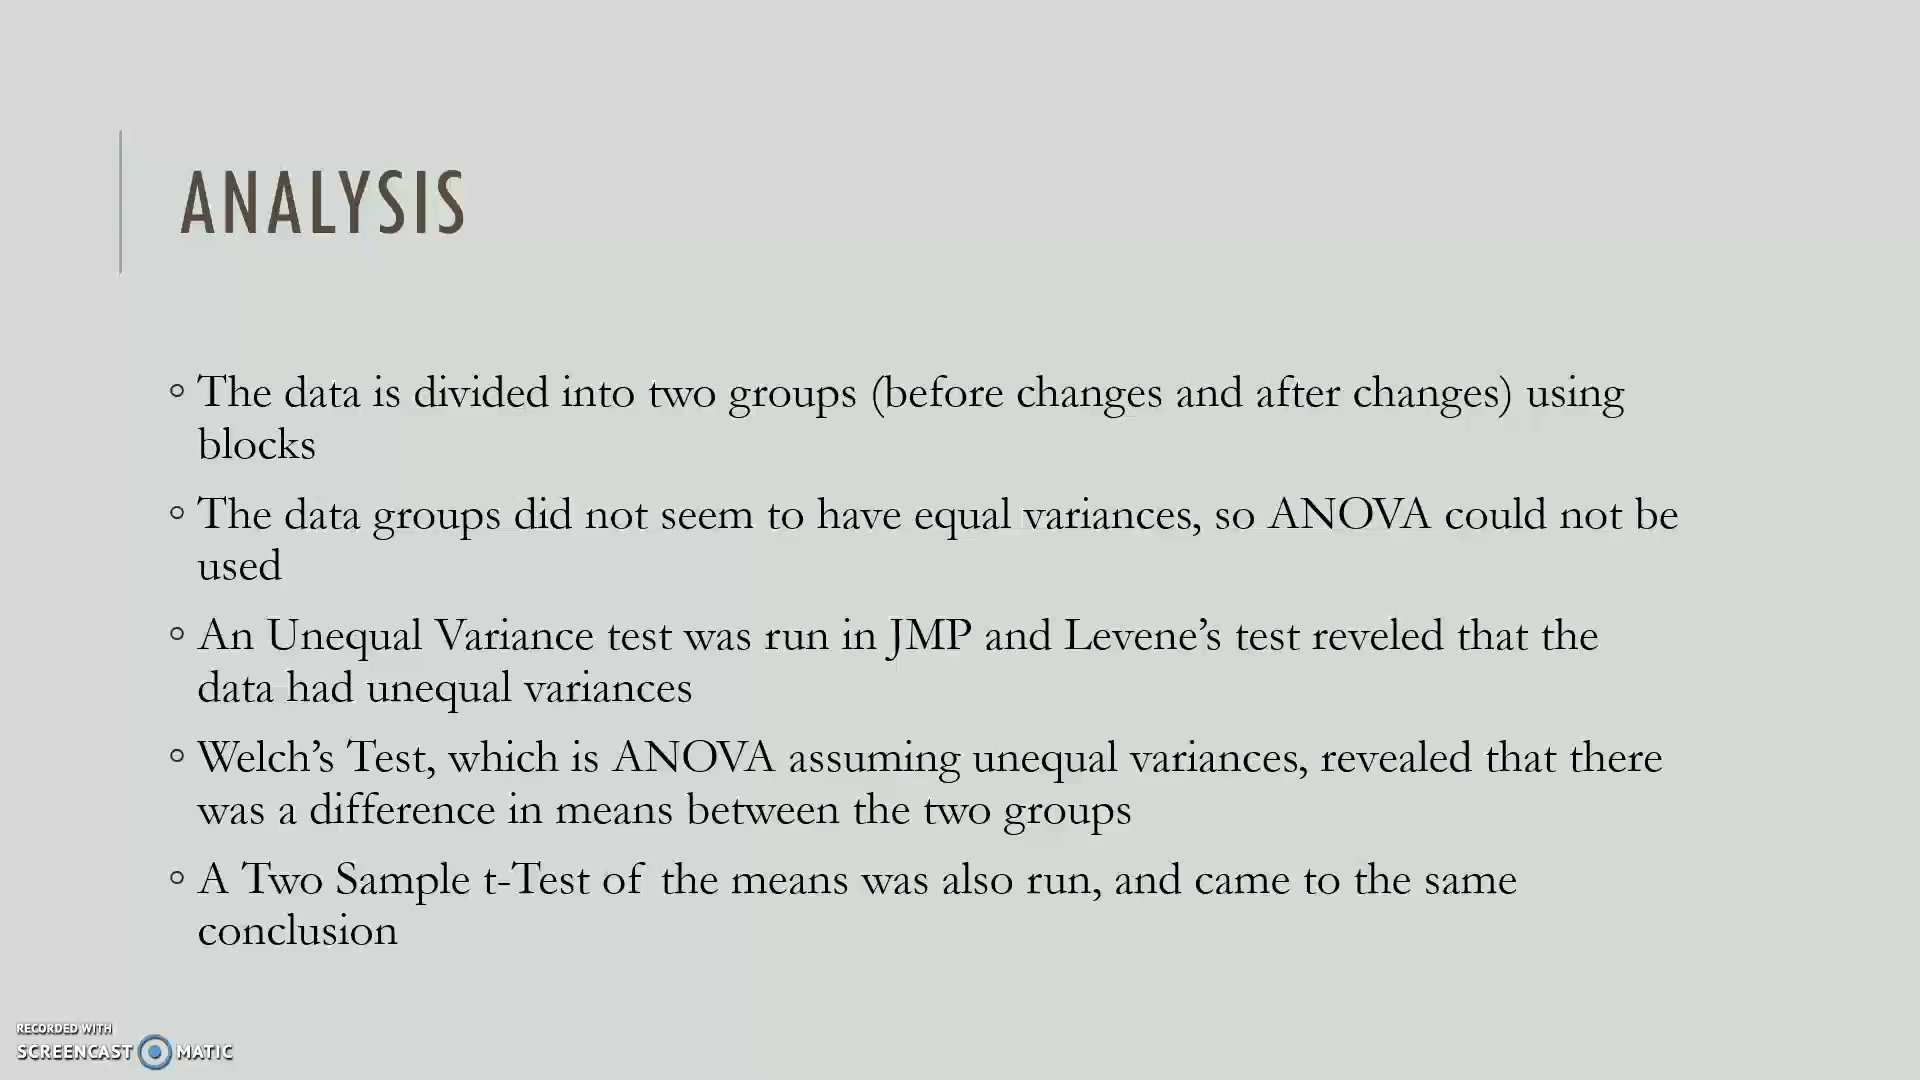 ANALYSIS
◦ The data is divided into two groups (before changes and after changes) using
blocks
◦ The data groups did not seem to have equal variances, so ANOVA could not be
used
◦ An Unequal Variance test was run in JMP and Levene’s test reveled that the
data had unequal variances
◦ Welch’s Test, which is ANOVA assuming unequal variances, revealed that there
was a difference in means between the two groups
◦ A Two Sample t-Test of the means was also run, and came to the same
conclusion
RECORDED WITH
SCREENCAST MATIC